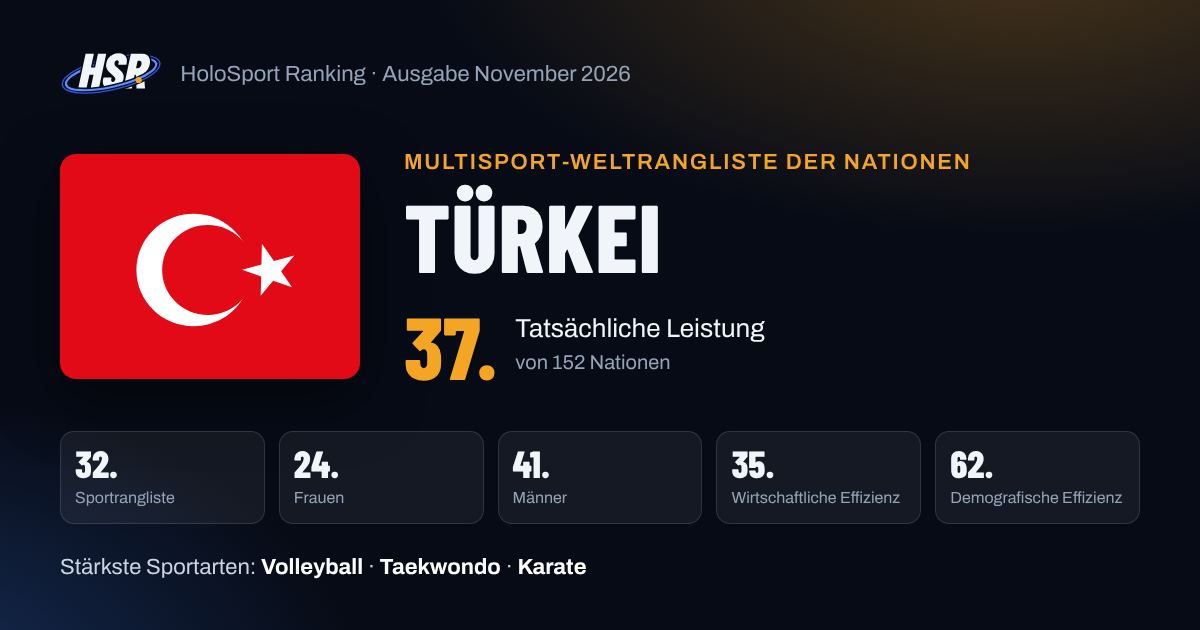 HSR
HoloSport Ranking · Ausgabe November 2026
MULTISPORT-WELTRANGLISTE DER NATIONEN
TÜRKEI
37.
Tatsächliche Leistung
von 152 Nationen
32.
Sportrangliste
24.
Frauen
41.
Männer
35.
Wirtschaftliche Effizienz
62.
Demografische Effizienz
Stärkste Sportarten: Volleyball · Taekwondo · Karate